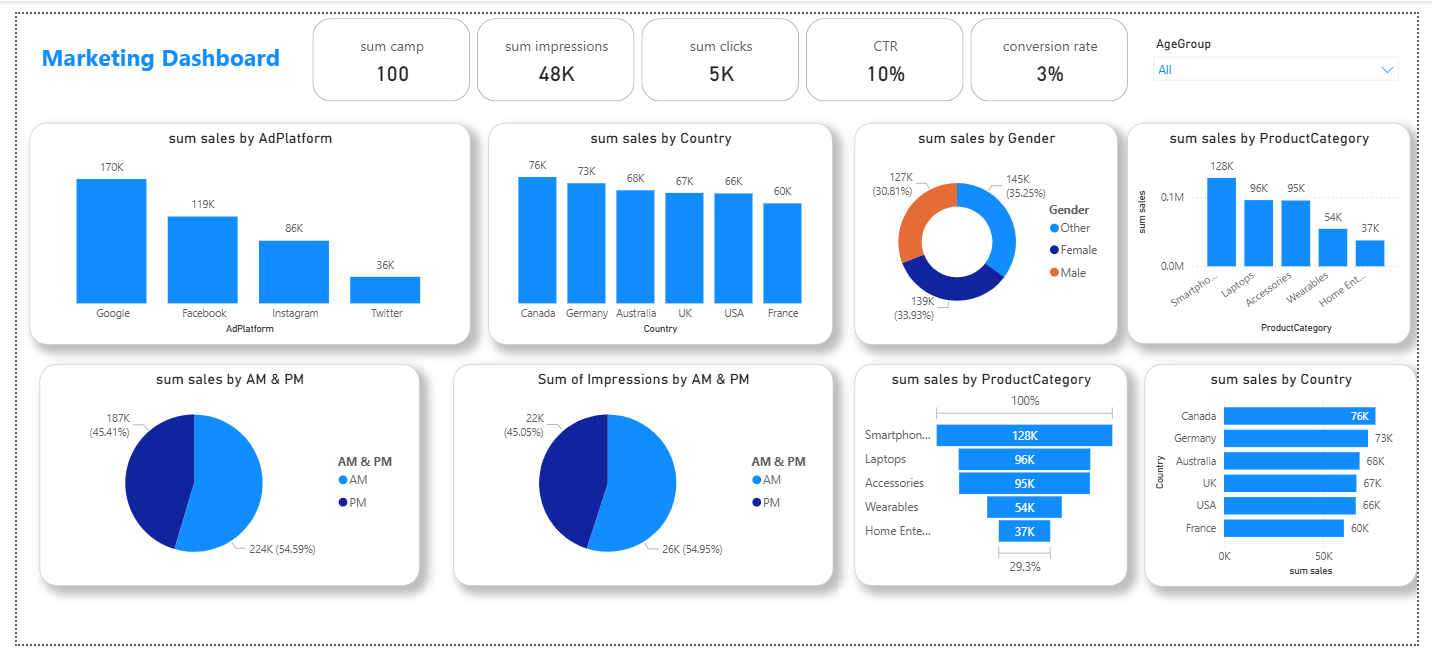 Marketing Dashboard
sum camp
100
sum impressions
48K
sum clicks
5K
CTR
10%
conversion rate
3%
AgeGroup
All
sum sales by AdPlatform
170K
119K
86K
36K
Google
Facebook
Instagram
Twitter
AdPlatform
sum sales by Country
76K
73K
68K
67K
66K
60K
Canada
Germany
Australia
UK
USA
France
Country
sum sales by Gender
127K
(30.81%)
145K
(35.25%)
139K
(33.93%)
Gender
Other
Female
Male
sum sales by ProductCategory
sum sales
0.1M
0.0M
128K
96K
95K
54K
37K
Smartpho...
Laptops
Accessories
Wearables
Home Ent...
ProductCategory
sum sales by AM & PM
187K
(45.41%)
224K (54.59%)
AM & PM
AM
PM
Sum of Impressions by AM & PM
22K
(45.05%)
26K (54.95%)
AM & PM
AM
PM
sum sales by ProductCategory
100%
Smartphon... 128K
Laptops 96K
Accessories 95K
Wearables 54K
Home Ente... 37K
29.3%
sum sales by Country
Country
Canada 76K
Germany 73K
Australia 68K
UK 67K
USA 66K
France 60K
0K 50K
sum sales